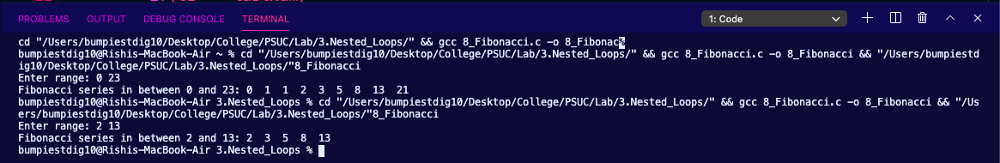 PROBLEMS OUTPUT DEBUG CONSOLE TERMINAL 1: Code
cd "/Users/bumpiestdig10/Desktop/College/PSUC/Lab/3.Nested_Loops/" && gcc 8_Fibonacci.c -o 8_Fibonac%
bumpiestdig10@Rishis-MacBook-Air ~ % cd "/Users/bumpiestdig10/Desktop/College/PSUC/Lab/3.Nested_Loops/" && gcc 8_Fibonacci.c -o 8_Fibonacci && "/Users/bumpiestd
ig10/Desktop/College/PSUC/Lab/3.Nested_Loops/"8_Fibonacci
Enter range: 0 23
Fibonacci series in between 0 and 23: 0 1 1 2 3 5 8 13 21
bumpiestdig10@Rishis-MacBook-Air 3.Nested_Loops % cd "/Users/bumpiestdig10/Desktop/College/PSUC/Lab/3.Nested_Loops/" && gcc 8_Fibonacci.c -o 8_Fibonacci && "/Us
ers/bumpiestdig10/Desktop/College/PSUC/Lab/3.Nested_Loops/"8_Fibonacci
Enter range: 2 13
Fibonacci series in between 2 and 13: 2 3 5 8 13
bumpiestdig10@Rishis-MacBook-Air 3.Nested_Loops %